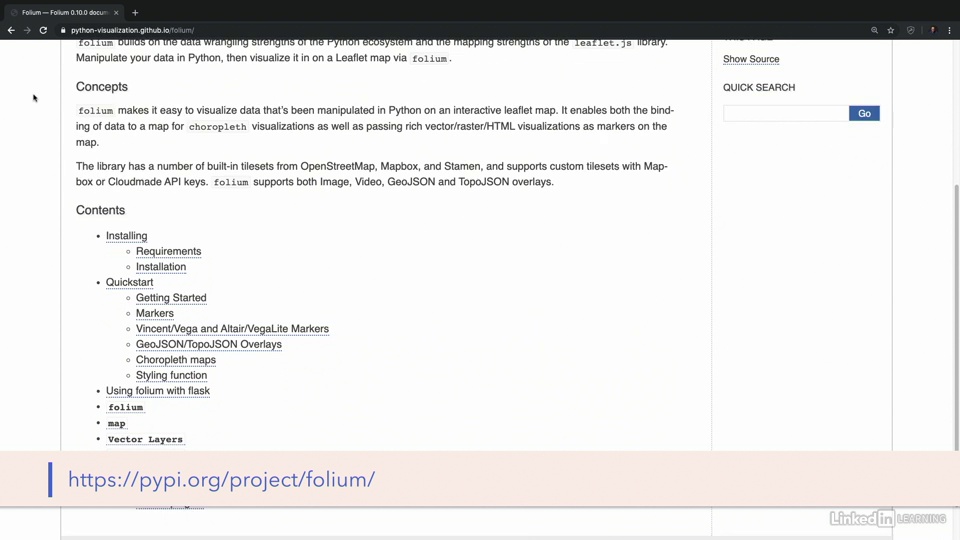 Folium — Folium 0.10.0 docum
python-visualization.github.io/folium/
folium builds on the data wrangling strengths of the Python ecosystem and the mapping strengths of the leaflet.js library.
Manipulate your data in Python, then visualize it in on a Leaflet map via folium.
Show Source
Concepts
QUICK SEARCH
Go
folium makes it easy to visualize data that's been manipulated in Python on an interactive leaflet map. It enables both the bind-
ing of data to a map for choropleth visualizations as well as passing rich vector/raster/HTML visualizations as markers on the
map.
The library has a number of built-in tilesets from OpenStreetMap, Mapbox, and Stamen, and supports custom tilesets with Map-
box or Cloudmade API keys. folium supports both Image, Video, GeoJSON and TopoJSON overlays.
Contents
• Installing
◦ Requirements
◦ Installation
• Quickstart
◦ Getting Started
◦ Markers
◦ Vincent/Vega and Altair/VegaLite Markers
◦ GeoJSON/TopoJSON Overlays
◦ Choropleth maps
◦ Styling function
• Using folium with flask
• folium
• map
• Vector Layers
https://pypi.org/project/folium/
Linked in LEARNING